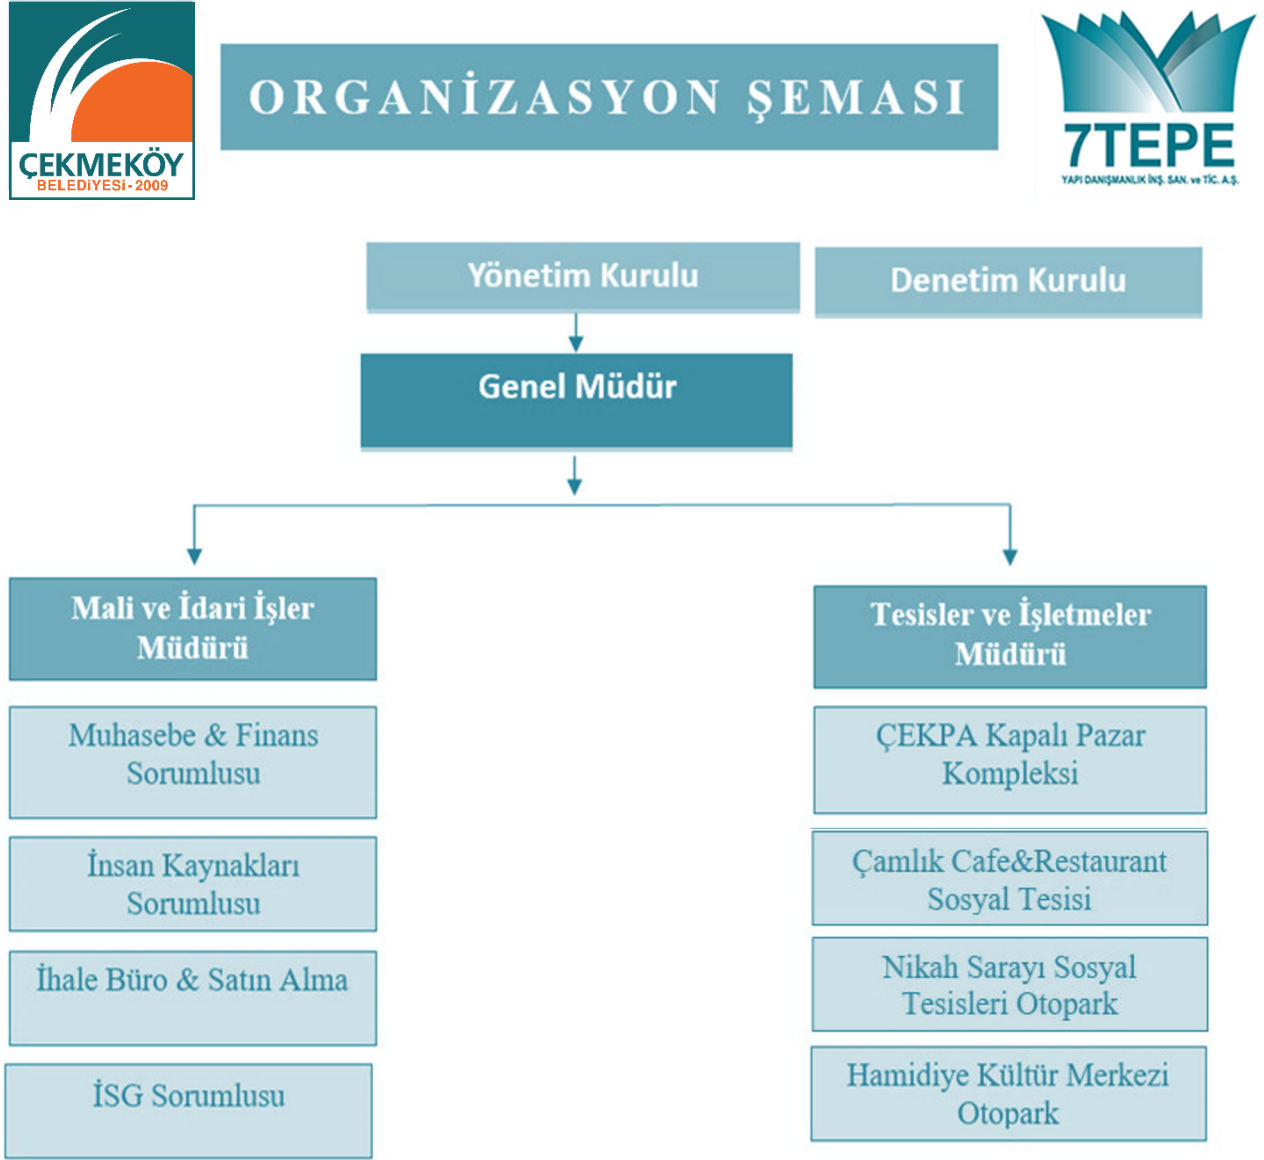 ÇEKMEKÖY
BELEDİYESİ - 2009
ORGANİZASYON ŞEMASI
7TEPE
YAPI DANIŞMANLIK İNŞ. SAN. ve TİC. A.Ş.
Yönetim Kurulu
Denetim Kurulu
Genel Müdür
Mali ve İdari İşler
Müdürü
Muhasebe & Finans
Sorumlusu
İnsan Kaynakları
Sorumlusu
İhale Büro & Satın Alma
İSG Sorumlusu
Tesisler ve İşletmeler
Müdürü
ÇEKPA Kapalı Pazar
Kompleksi
Çamlık Cafe&Restaurant
Sosyal Tesisi
Nikah Sarayı Sosyal
Tesisleri Otopark
Hamidiye Kültür Merkezi
Otopark